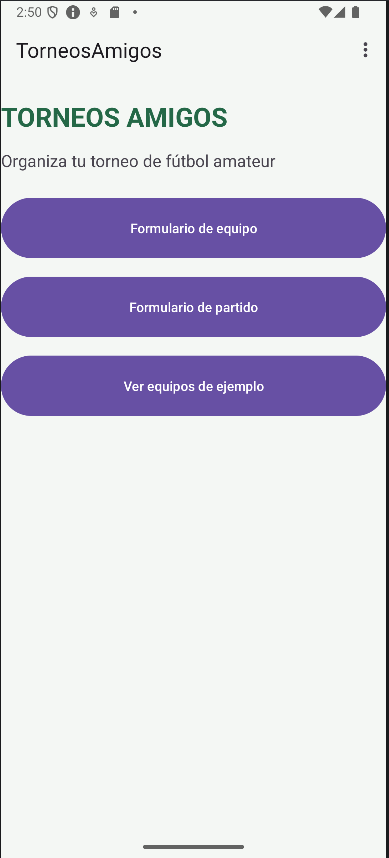 2:50
TorneosAmigos
TORNEOS AMIGOS
Organiza tu torneo de fútbol amateur
Formulario de equipo
Formulario de partido
Ver equipos de ejemplo